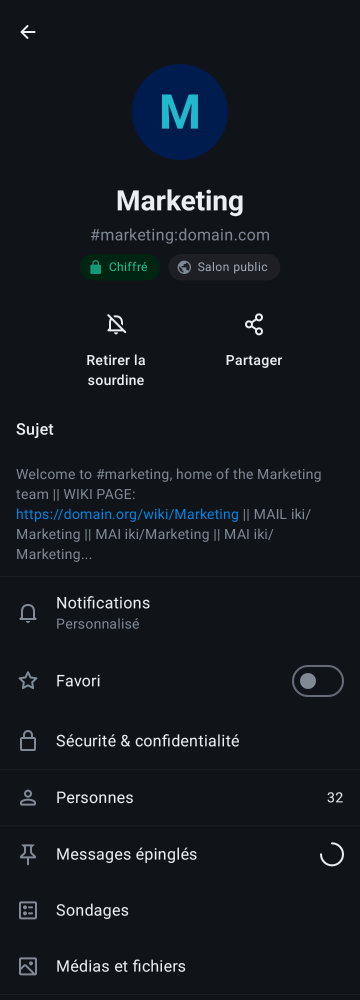 M
Marketing
#marketing:domain.com
Chiffré
Salon public
Retirer la
sourdine
Partager
Sujet
Welcome to #marketing, home of the Marketing
team || WIKI PAGE:
https://domain.org/wiki/Marketing || MAIL iki/
Marketing || MAI iki/Marketing || MAI iki/
Marketing...
Notifications
Personnalisé
Favori
Sécurité & confidentialité
Personnes 32
Messages épinglés
Sondages
Médias et fichiers